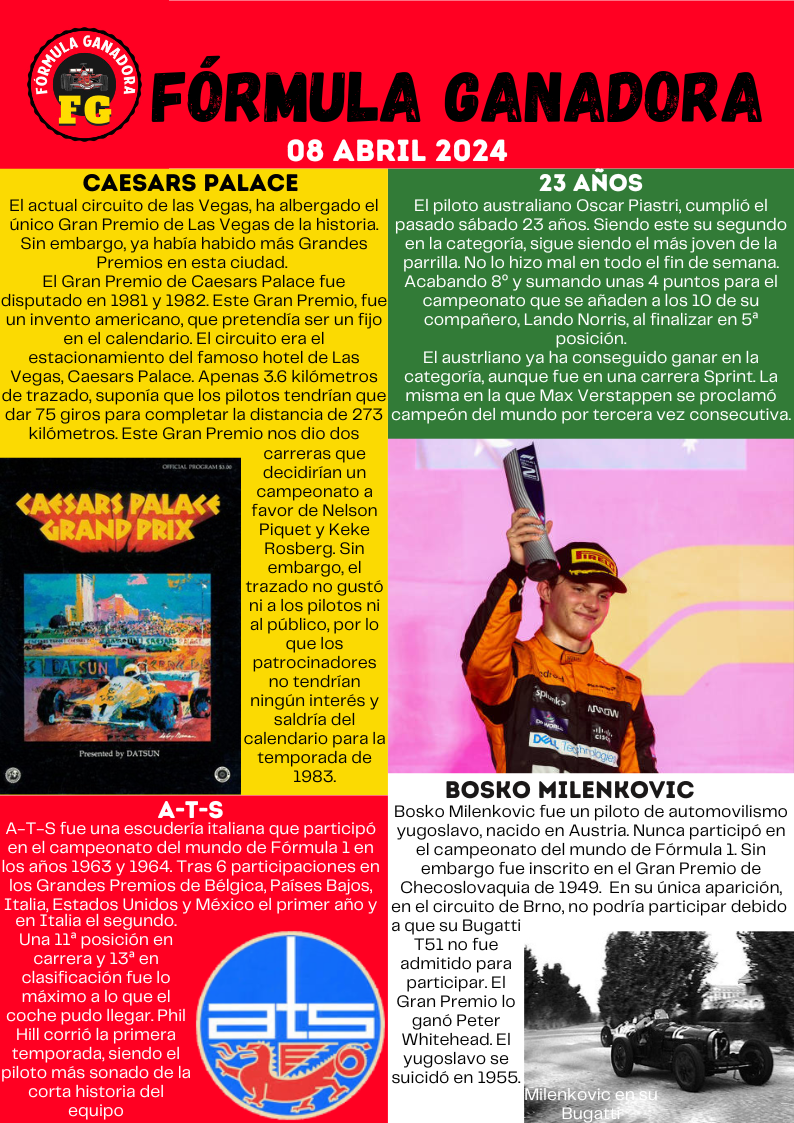 FÓRMULA GANADORA
FG
FÓRMULA GANADORA
08 ABRIL 2024
CAESARS PALACE
El actual circuito de las Vegas, ha albergado el
único Gran Premio de Las Vegas de la historia.
Sin embargo, ya había habido más Grandes
Premios en esta ciudad.
El Gran Premio de Caesars Palace fue
disputado en 1981 y 1982. Este Gran Premio, fue
un invento americano, que pretendía ser un fijo
en el calendario. El circuito era el
estacionamiento del famoso hotel de Las
Vegas, Caesars Palace. Apenas 3.6 kilómetros
de trazado, suponía que los pilotos tendrían que
dar 75 giros para completar la distancia de 273
kilómetros. Este Gran Premio nos dio dos
carreras que
decidirían un
campeonato a
favor de Nelson
Piquet y Keke
Rosberg. Sin
embargo, el
trazado no gustó
ni a los pilotos ni
al público, por lo
que los
patrocinadores
no tendrían
ningún interés y
saldría del
calendario para la
temporada de
1983.
OFFICIAL PROGRAM $3.00
CAESARS PALACE
GRAND PRIX
DATSUN CAESARS PALACE
DATSUN
Presented by DATSUN
23 AÑOS
El piloto australiano Oscar Piastri, cumplió el
pasado sábado 23 años. Siendo este su segundo
en la categoría, sigue siendo el más joven de la
parrilla. No lo hizo mal en todo el fin de semana.
Acabando 8º y sumando unas 4 puntos para el
campeonato que se añaden a los 10 de su
compañero, Lando Norris, al finalizar en 5ª
posición.
El austrliano ya ha conseguido ganar en la
categoría, aunque fue en una carrera Sprint. La
misma en la que Max Verstappen se proclamó
campeón del mundo por tercera vez consecutiva.
PIRELLI
android
splunk>
ARROW
DP WORLD
CISCO
DELL Technologies
A-T-S
A-T-S fue una escudería italiana que participó
en el campeonato del mundo de Fórmula 1 en
los años 1963 y 1964. Tras 6 participaciones en
los Grandes Premios de Bélgica, Países Bajos,
Italia, Estados Unidos y México el primer año y
en Italia el segundo.
Una 11ª posición en
carrera y 13ª en
clasificación fue lo
máximo a lo que el
coche pudo llegar. Phil
Hill corrió la primera
temporada, siendo el
piloto más sonado de la
corta historia del
equipo
ats
BOSKO MILENKOVIC
Bosko Milenkovic fue un piloto de automovilismo
yugoslavo, nacido en Austria. Nunca participó en
el campeonato del mundo de Fórmula 1. Sin
embargo fue inscrito en el Gran Premio de
Checoslovaquia de 1949. En su única aparición,
en el circuito de Brno, no podría participar debido
a que su Bugatti
T51 no fue
admitido para
participar. El
Gran Premio lo
ganó Peter
Whitehead. El
yugoslavo se
suicidó en 1955.
Milenkovic en su
Bugatti